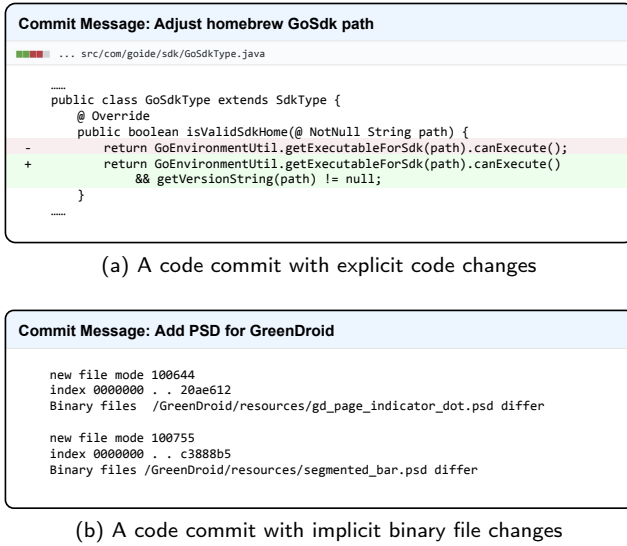 Commit Message: Adjust homebrew GoSdk path
... src/com/goide/sdk/GoSdkType.java
......
public class GoSdkType extends SdkType {
@ Override
public boolean isValidSdkHome(@ NotNull String path) {
- return GoEnvironmentUtil.getExecutableForSdk(path).canExecute();
+ return GoEnvironmentUtil.getExecutableForSdk(path).canExecute()
&& getVersionString(path) != null;
}
......
(a) A code commit with explicit code changes
Commit Message: Add PSD for GreenDroid
new file mode 100644
index 0000000 . . 20ae612
Binary files /GreenDroid/resources/gd_page_indicator_dot.psd differ
new file mode 100755
index 0000000 . . c3888b5
Binary files /GreenDroid/resources/segmented_bar.psd differ
(b) A code commit with implicit binary file changes